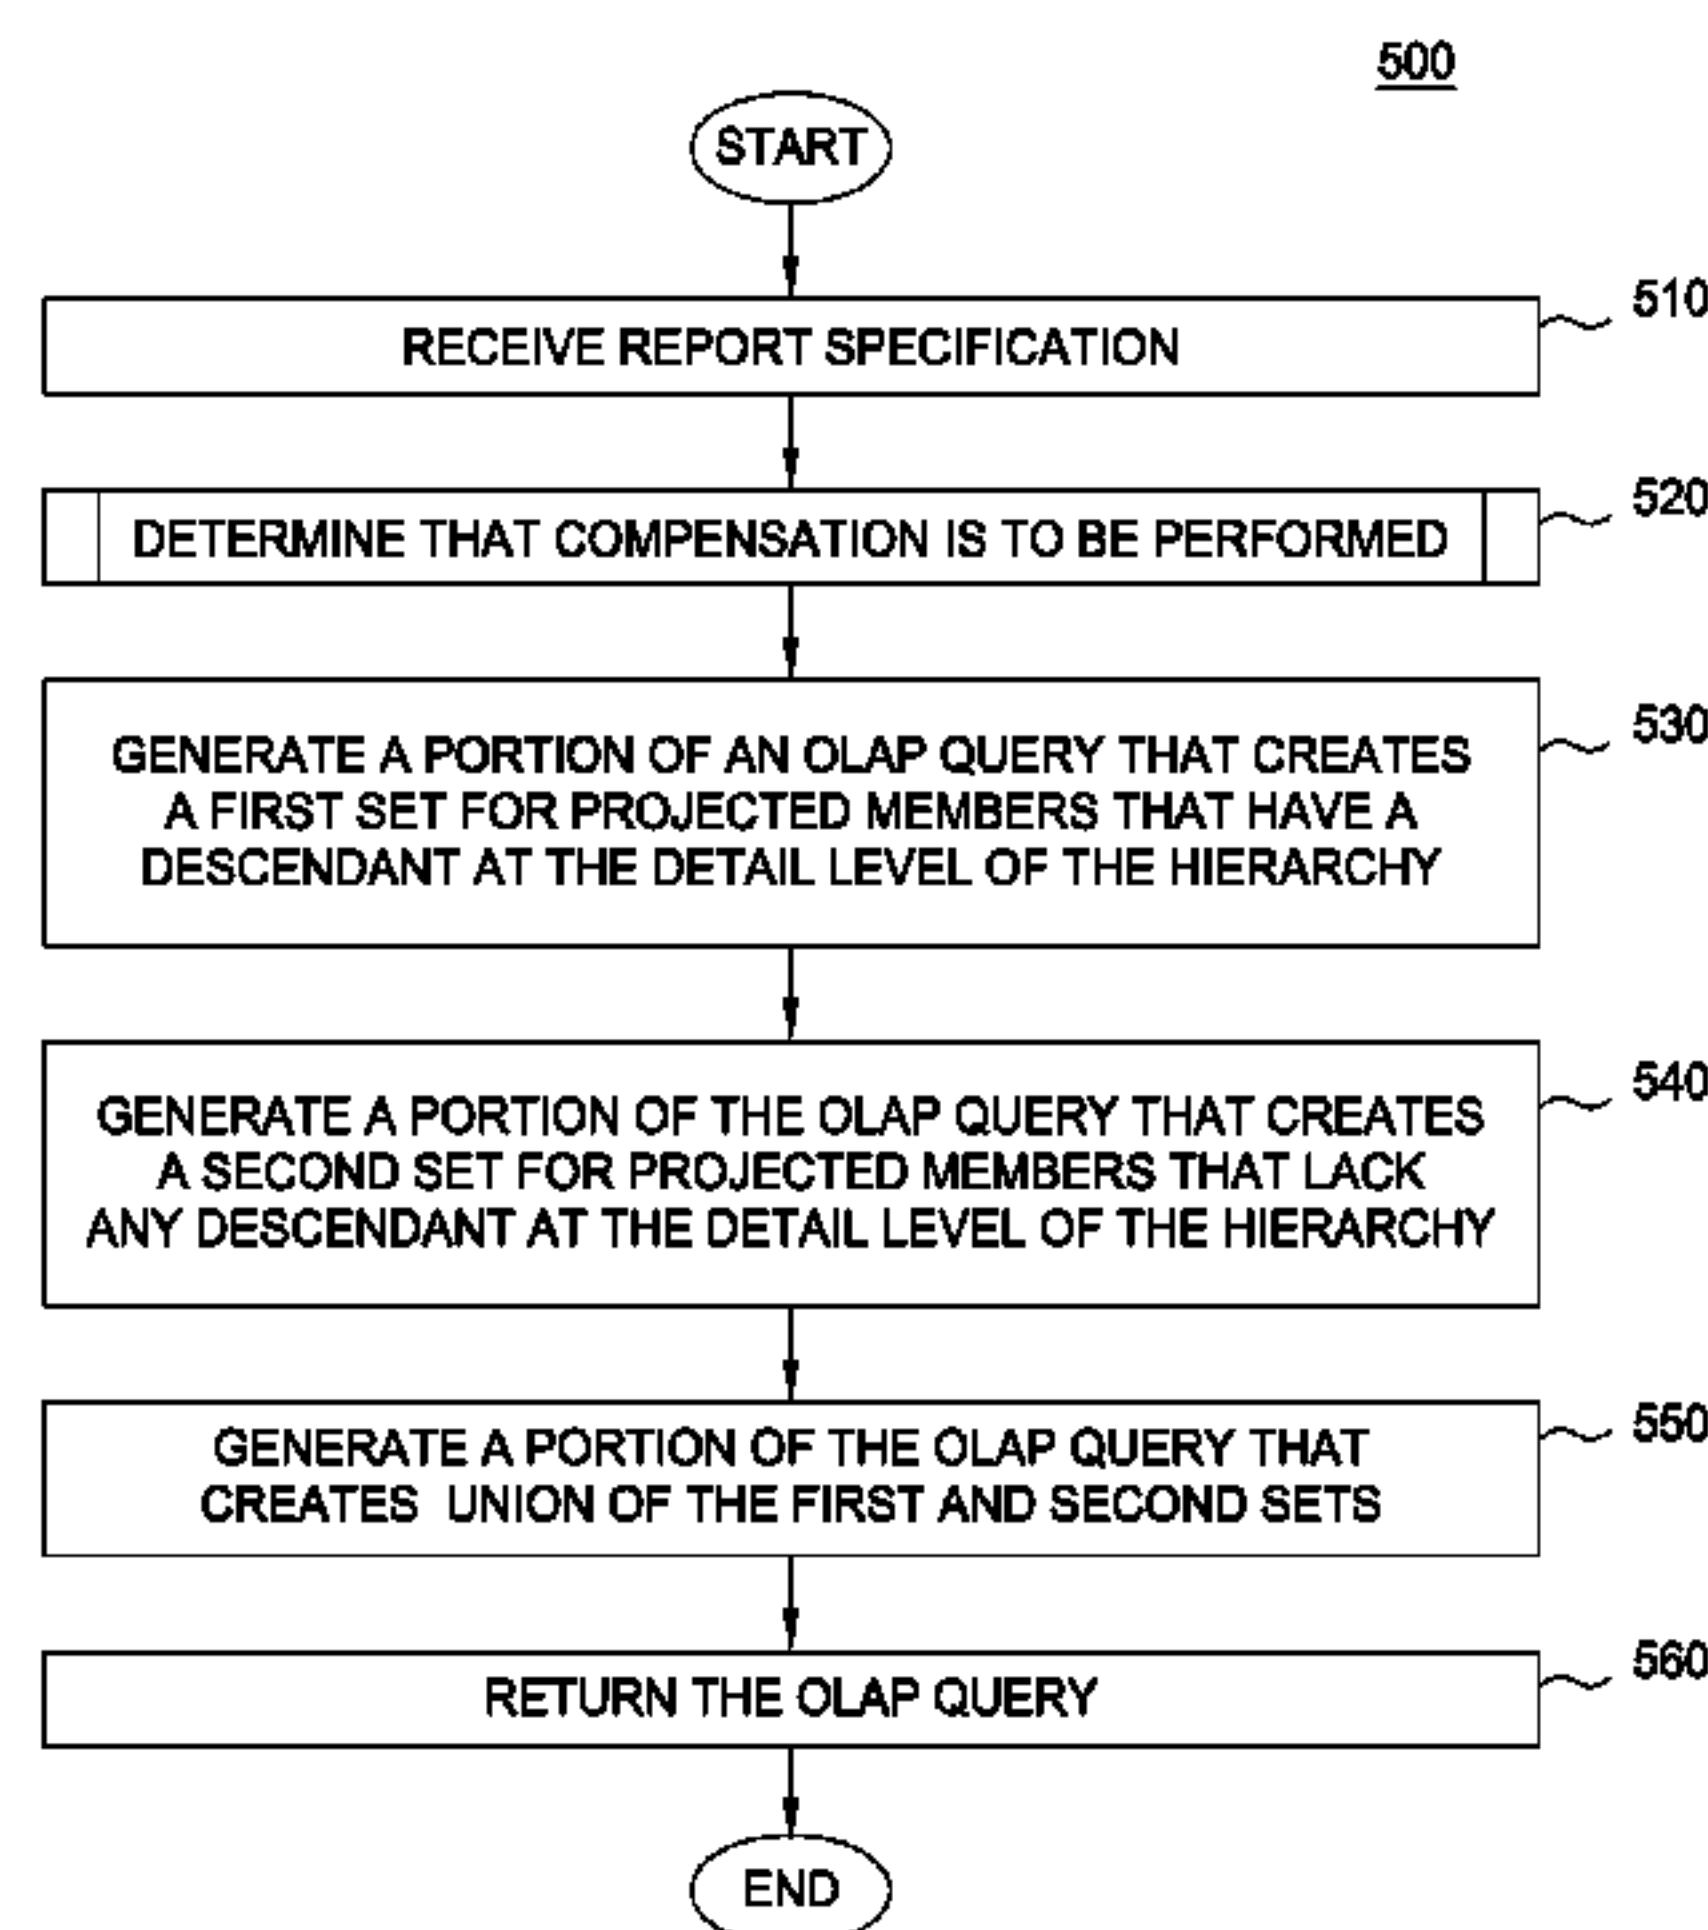 500
START
RECEIVE REPORT SPECIFICATION
510
DETERMINE THAT COMPENSATION IS TO BE PERFORMED
520
GENERATE A PORTION OF AN OLAP QUERY THAT CREATES
A FIRST SET FOR PROJECTED MEMBERS THAT HAVE A
DESCENDANT AT THE DETAIL LEVEL OF THE HIERARCHY
530
GENERATE A PORTION OF THE OLAP QUERY THAT CREATES
A SECOND SET FOR PROJECTED MEMBERS THAT LACK
ANY DESCENDANT AT THE DETAIL LEVEL OF THE HIERARCHY
540
GENERATE A PORTION OF THE OLAP QUERY THAT
CREATES UNION OF THE FIRST AND SECOND SETS
550
RETURN THE OLAP QUERY
560
END